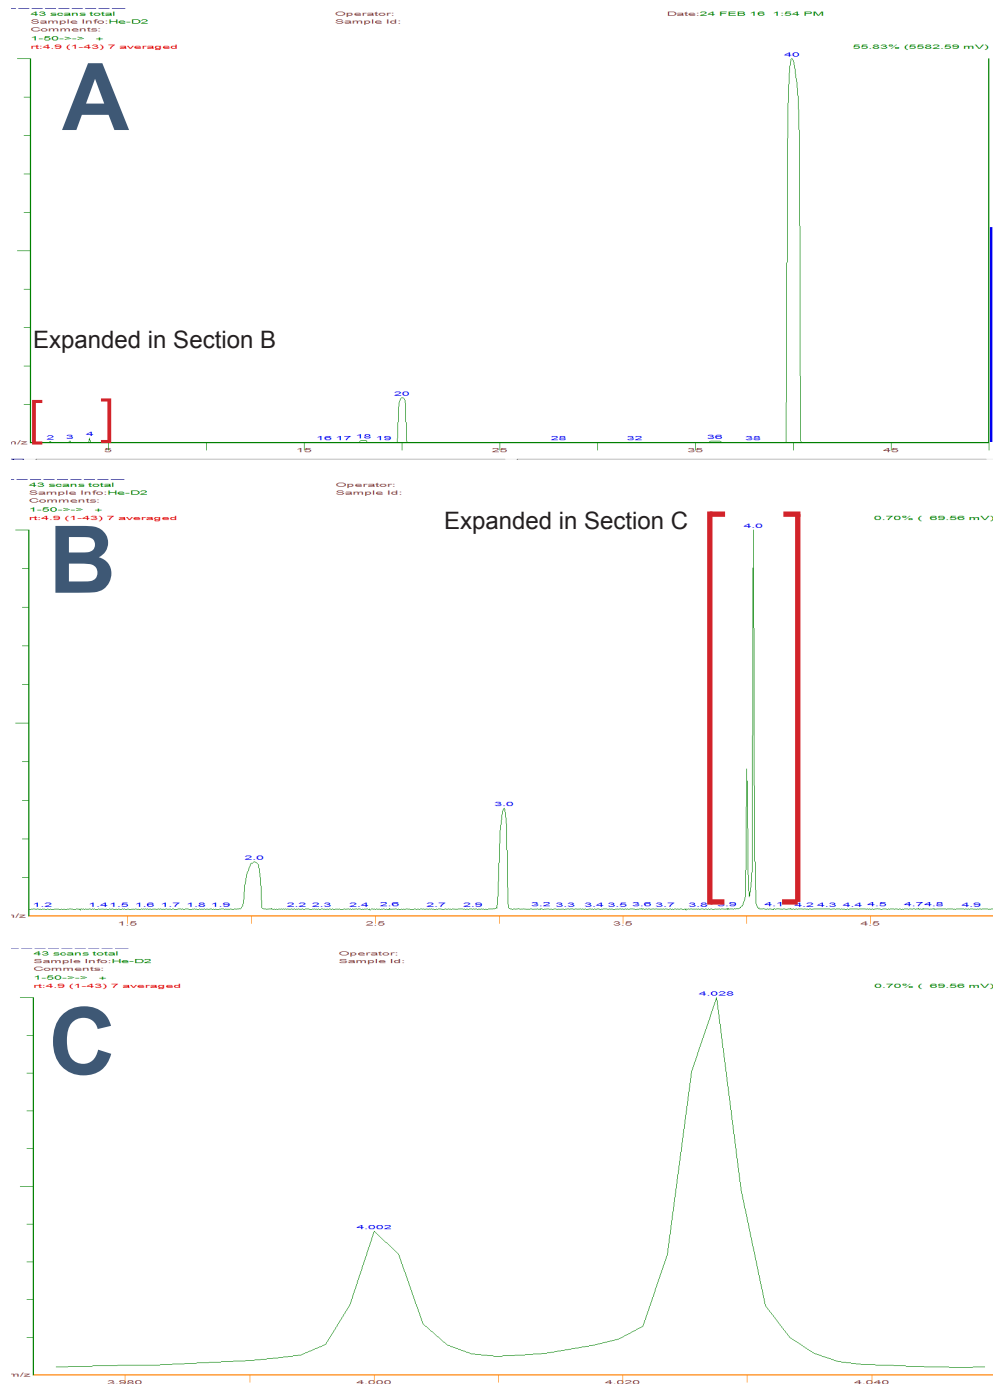 43 scans total Operator: Date:24 FEB 16 1:54 PM
Sample Info:He-D2 Sample Id:
Comments:
1-50->-> +
rt:4.9 (1-43) 7 averaged 55.83% (5582.59 mV)
A
40
Expanded in Section B
20
2 3 4 16 17 18 19 28 32 36 38
m/z 5 15 25 35 45
43 scans total Operator:
Sample Info:He-D2 Sample Id:
Comments:
1-50->-> +
rt:4.9 (1-43) 7 averaged Expanded in Section C 0.70% ( 69.56 mV)
B
4.0
3.0
2.0
1.2 1.4 1.5 1.6 1.7 1.8 1.9 2.2 2.3 2.4 2.6 2.7 2.9 3.2 3.3 3.4 3.5 3.6 3.7 3.8 3.9 4.1 4.2 4.3 4.4 4.5 4.7 4.8 4.9
m/z 1.5 2.5 3.5 4.5
43 scans total Operator:
Sample Info:He-D2 Sample Id:
Comments:
1-50->-> +
rt:4.9 (1-43) 7 averaged 0.70% ( 69.56 mV)
C
4.028
4.002
m/z 3.980 4.000 4.020 4.040